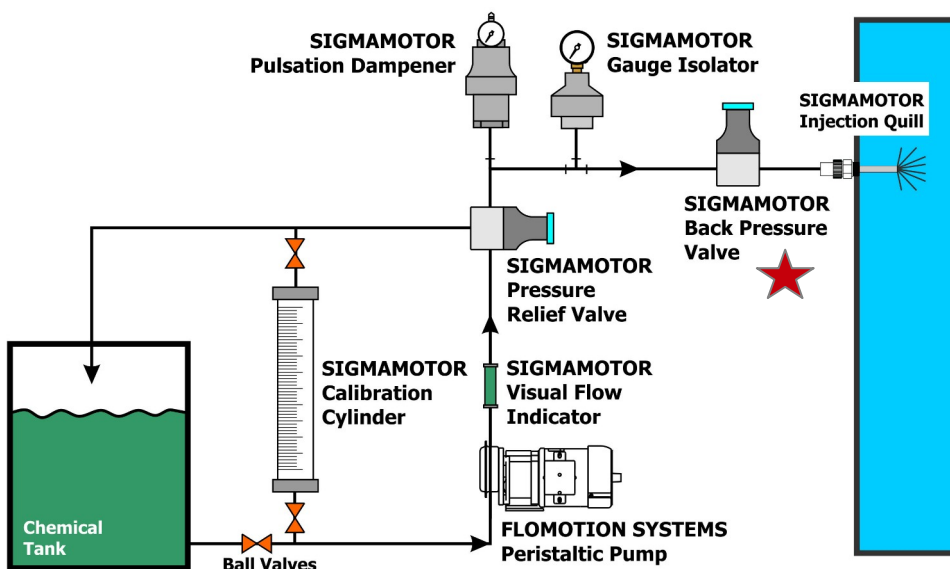 SIGMAMOTOR
Pulsation Dampener
SIGMAMOTOR
Gauge Isolator
SIGMAMOTOR
Injection Quill
SIGMAMOTOR
Back Pressure
Valve
SIGMAMOTOR
Pressure
Relief Valve
SIGMAMOTOR
Calibration
Cylinder
SIGMAMOTOR
Visual Flow
Indicator
Chemical
Tank
Ball Valves
FLOMOTION SYSTEMS
Peristaltic Pump